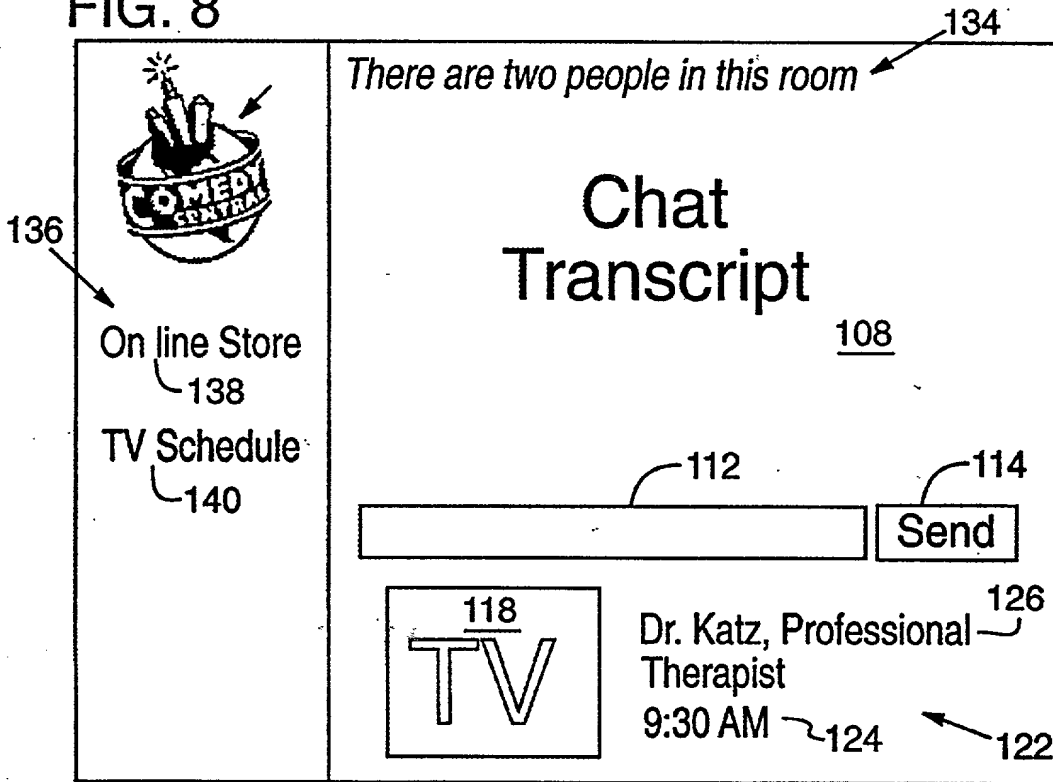 FIG. 8
134
There are two people in this room
COMEDY
CENTRAL
136
Chat
Transcript
108
On line Store
138
TV Schedule
140
112
114
Send
118
TV
126
Dr. Katz, Professional
Therapist
9:30 AM
124
122